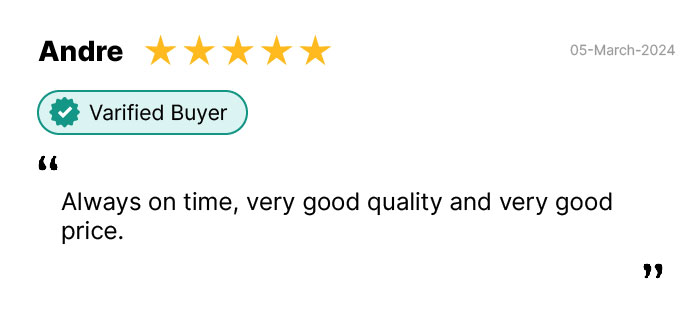 Andre
05-March-2024
Varified Buyer
“
Always on time, very good quality and very good
price.
”